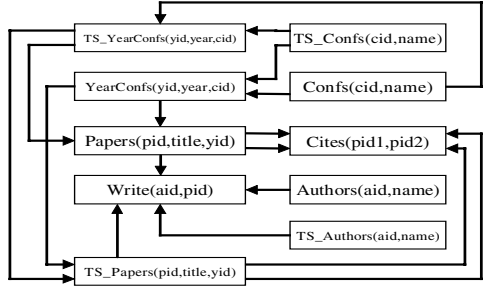 TS_YearConfs(yid,year,cid)
TS_Confs(cid,name)
YearConfs(yid,year,cid)
Confs(cid,name)
Papers(pid,title,yid)
Cites(pid1,pid2)
Write(aid,pid)
Authors(aid,name)
TS_Authors(aid,name)
TS_Papers(pid,title,yid)